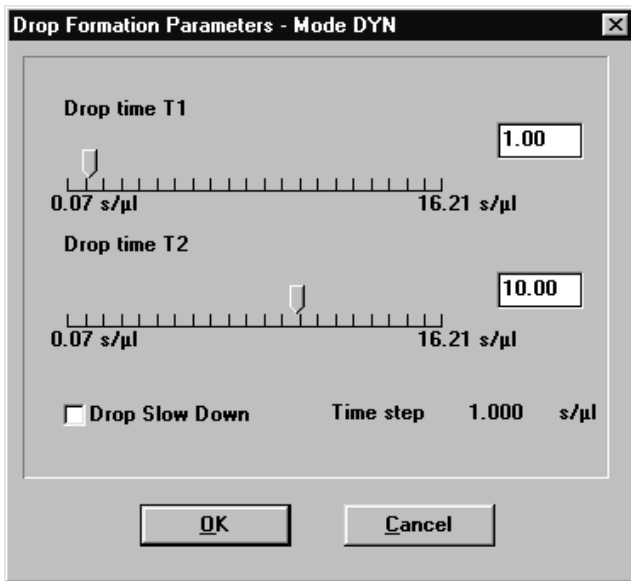 Drop Formation Parameters - Mode DYN
Drop time T1
1.00
0.07 s/µl 16.21 s/µl
Drop time T2
10.00
0.07 s/µl 16.21 s/µl
Drop Slow Down Time step 1.000 s/µl
OK Cancel